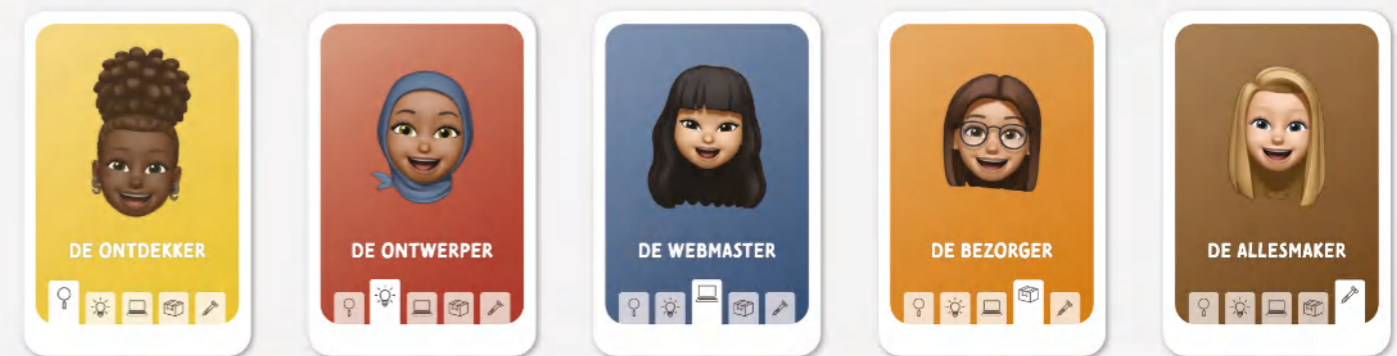 DE ONTDEKKER
DE ONTWERPER
DE WEBMASTER
DE BEZORGER
DE ALLESMAKER